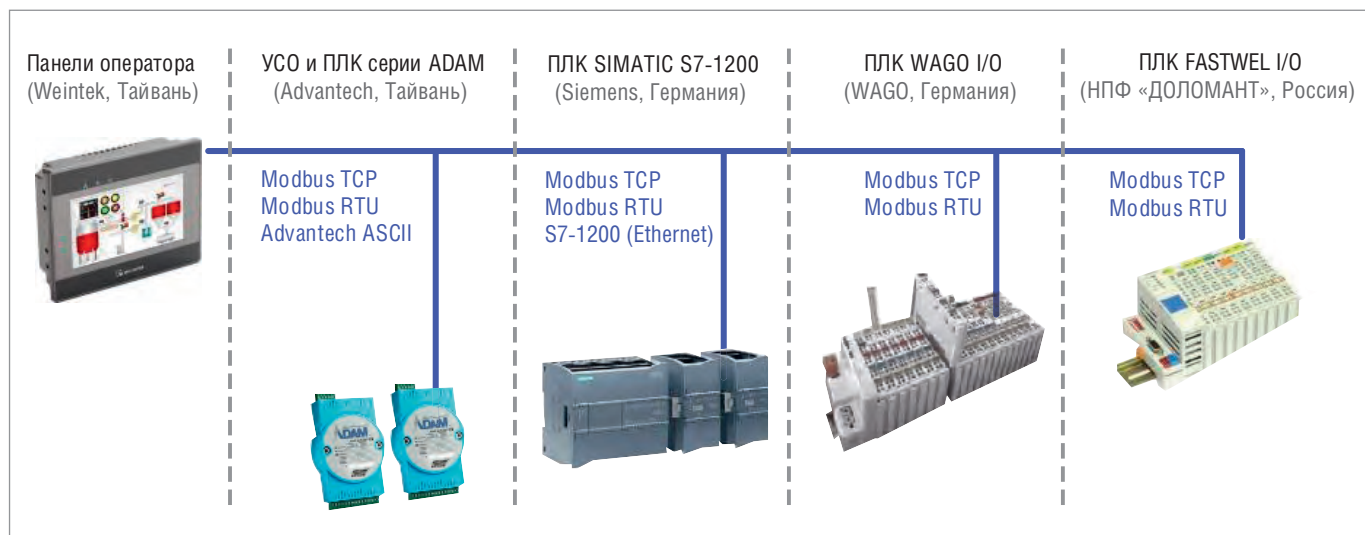 Панели оператора
(Weintek, Тайвань)
УСО и ПЛК серии ADAM
(Advantech, Тайвань)
ПЛК SIMATIC S7-1200
(Siemens, Германия)
ПЛК WAGO I/O
(WAGO, Германия)
ПЛК FASTWEL I/O
(НПФ «ДОЛОМАНТ», Россия)
Modbus TCP
Modbus RTU
Advantech ASCII
Modbus TCP
Modbus RTU
S7-1200 (Ethernet)
Modbus TCP
Modbus RTU
Modbus TCP
Modbus RTU
ADAM
ADAM